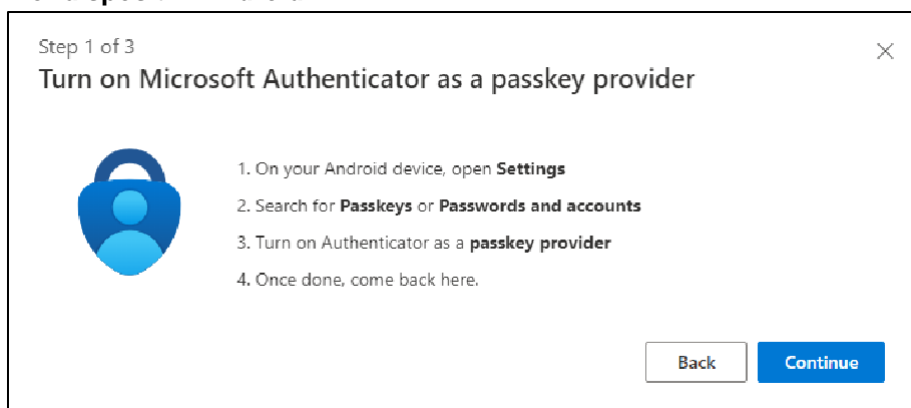 Step 1 of 3
Turn on Microsoft Authenticator as a passkey provider
1. On your Android device, open Settings
2. Search for Passkeys or Passwords and accounts
3. Turn on Authenticator as a passkey provider
4. Once done, come back here.
Back Continue